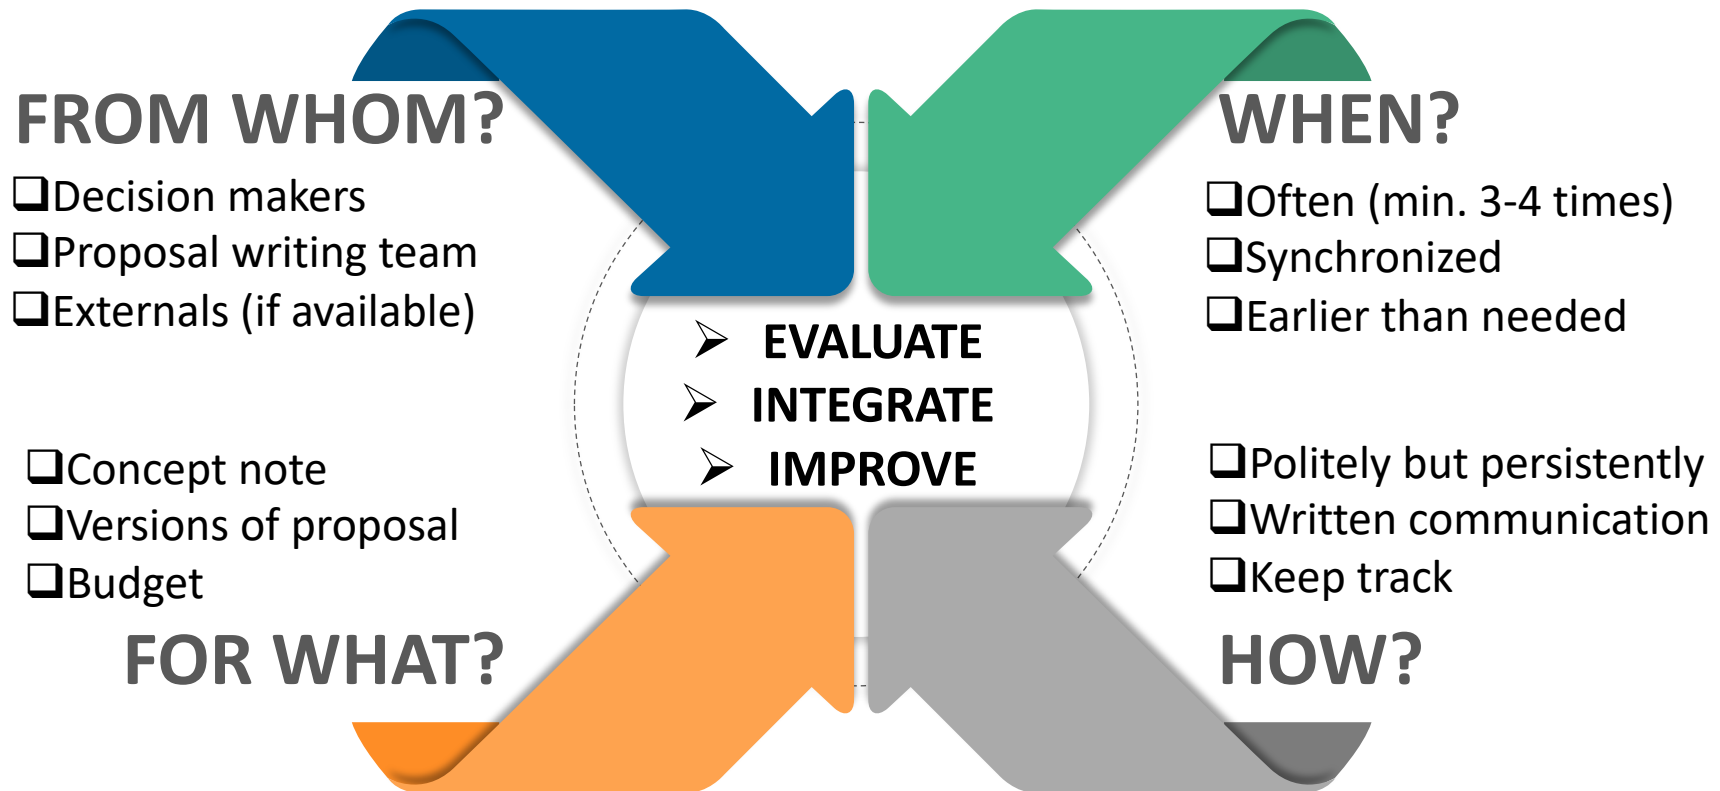 FROM WHOM?
❑Decision makers
❑Proposal writing team
❑Externals (if available)
WHEN?
❑Often (min. 3-4 times)
❑Synchronized
❑Earlier than needed
➢ EVALUATE
➢ INTEGRATE
➢ IMPROVE
❑Concept note
❑Versions of proposal
❑Budget
FOR WHAT?
❑Politely but persistently
❑Written communication
❑Keep track
HOW?